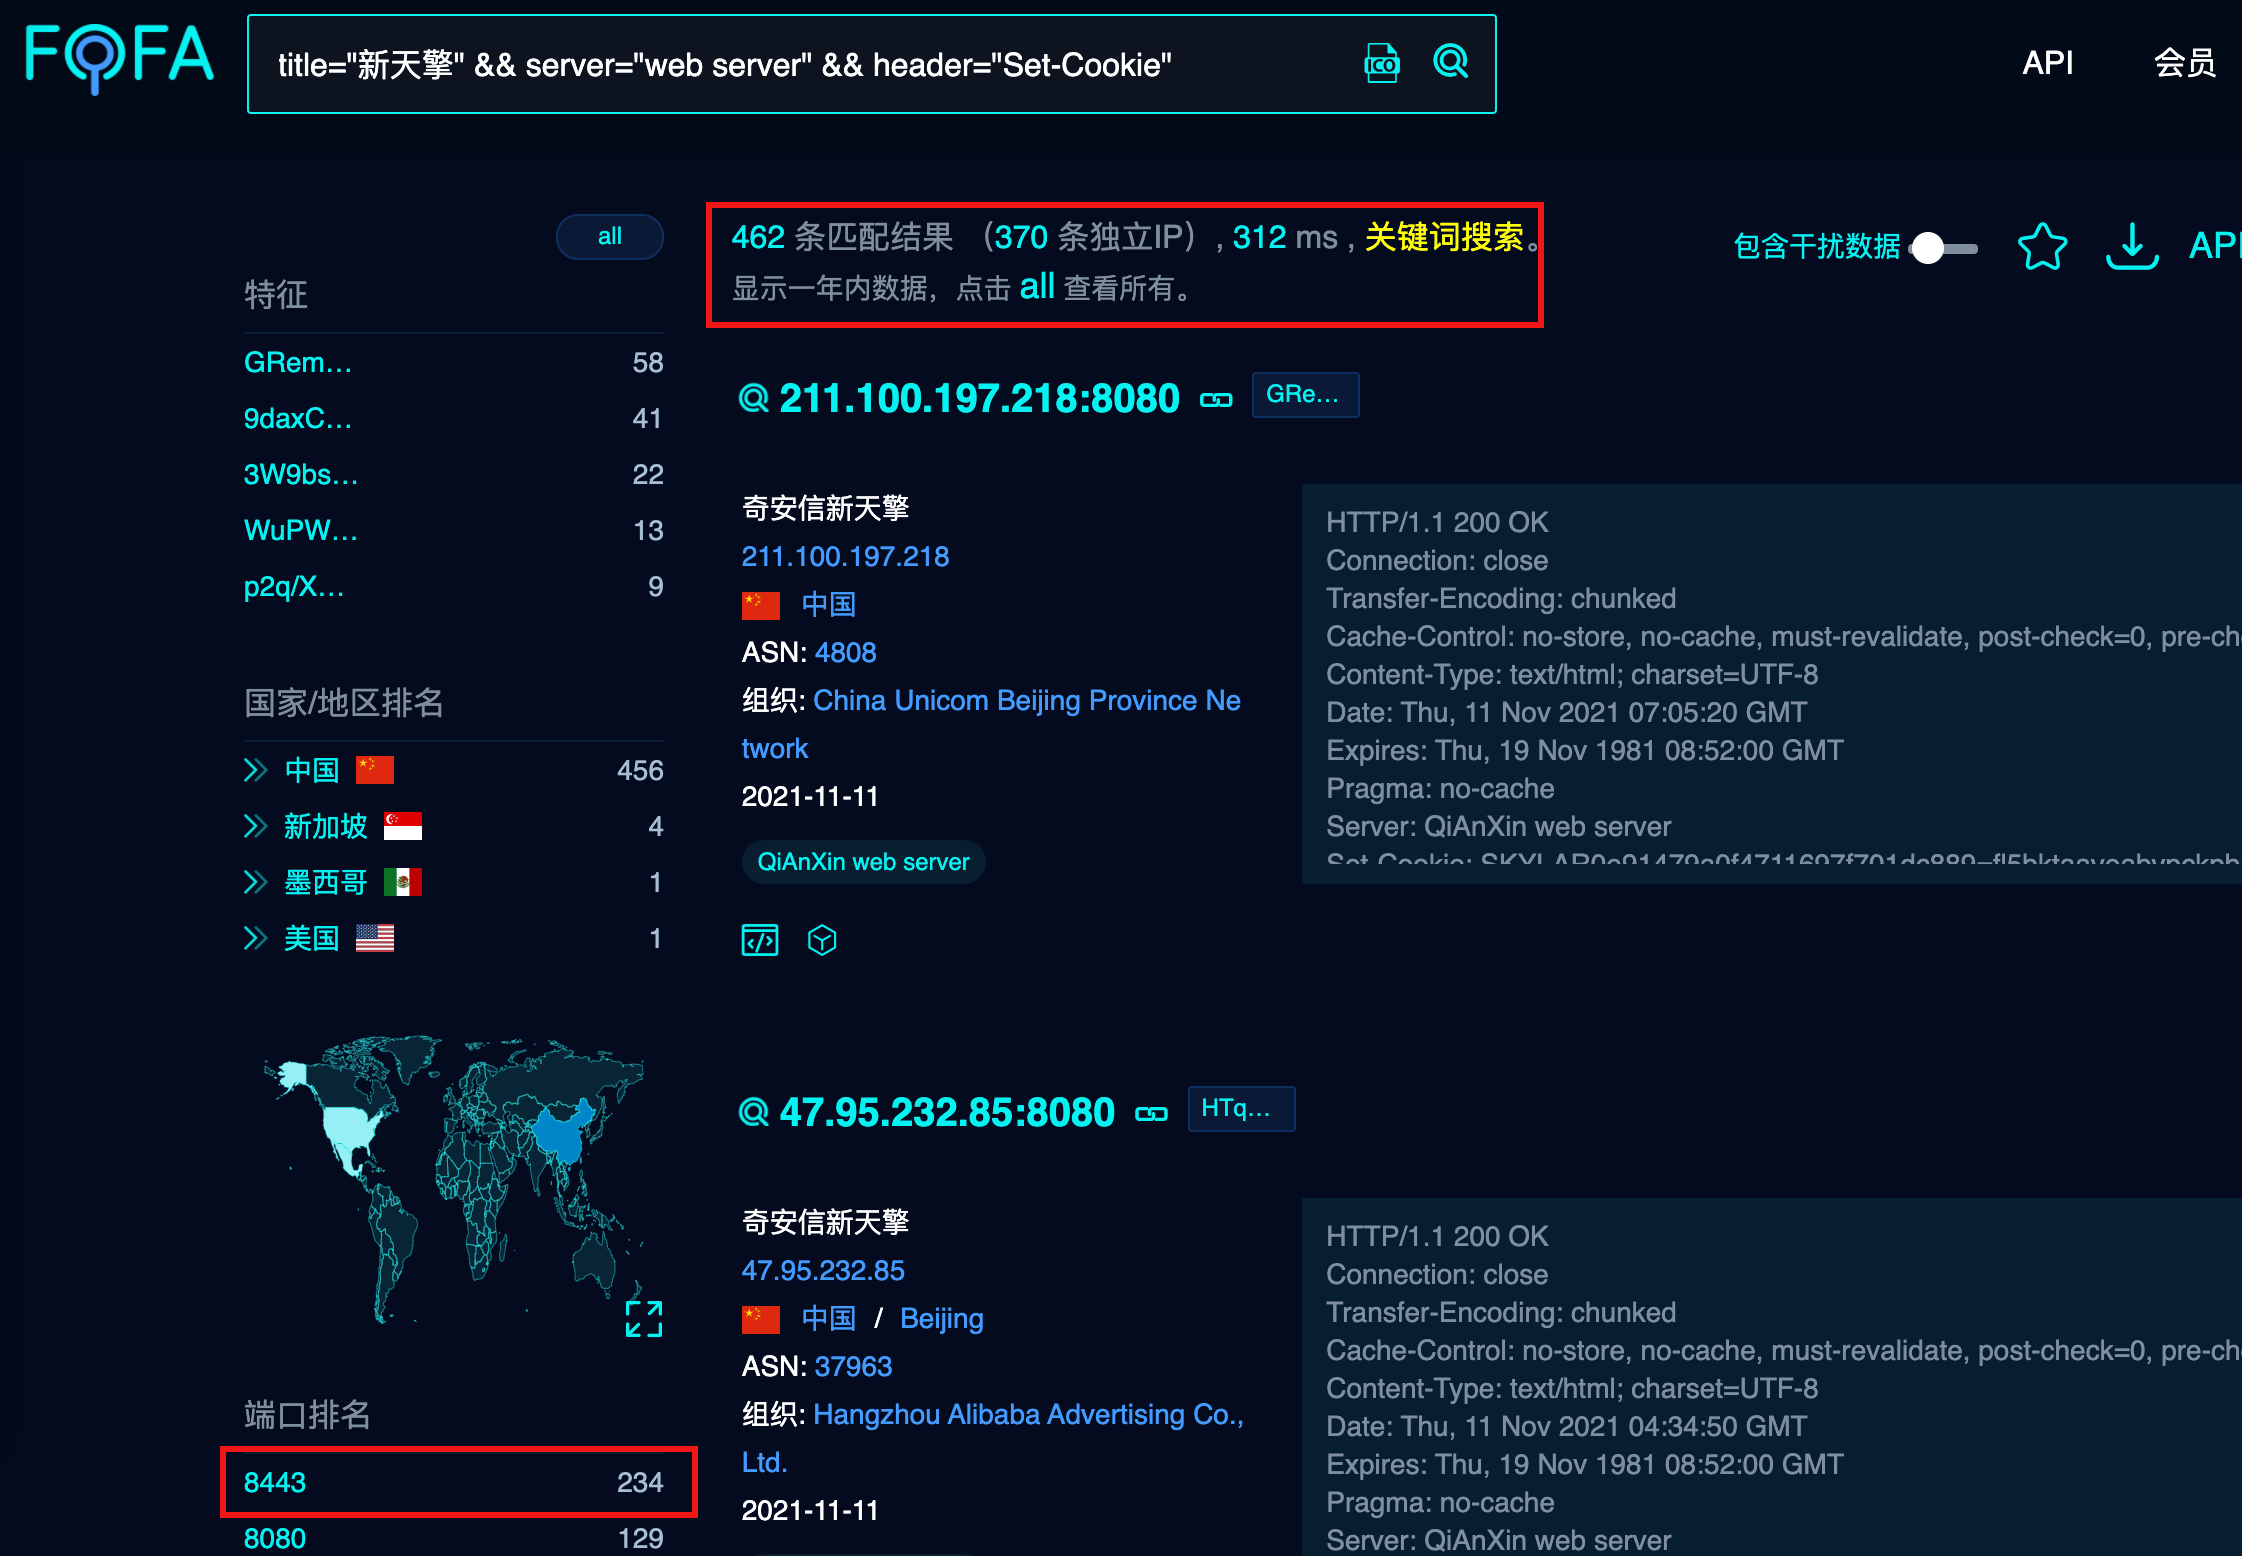 FOFA
title="新天擎" && server="web server" && header="Set-Cookie"
ICO
API
会员
all
462 条匹配结果 （370 条独立IP）, 312 ms , 关键词搜索。
显示一年内数据，点击 all 查看所有。
包含干扰数据
API
特征
GRem... 58
9daxC... 41
3W9bs... 22
WuPW... 13
p2q/X... 9
国家/地区排名
中国 456
新加坡 4
墨西哥 1
美国 1
端口排名
8443 234
8080 129
211.100.197.218:8080 GRe...
奇安信新天擎
211.100.197.218
中国
ASN: 4808
组织: China Unicom Beijing Province Ne
twork
2021-11-11
QiAnXin web server
HTTP/1.1 200 OK
Connection: close
Transfer-Encoding: chunked
Cache-Control: no-store, no-cache, must-revalidate, post-check=0, pre-ch
Content-Type: text/html; charset=UTF-8
Date: Thu, 11 Nov 2021 07:05:20 GMT
Expires: Thu, 19 Nov 1981 08:52:00 GMT
Pragma: no-cache
Server: QiAnXin web server
Set-Cookie:
47.95.232.85:8080 HTq...
奇安信新天擎
47.95.232.85
中国 / Beijing
ASN: 37963
组织: Hangzhou Alibaba Advertising Co.,
Ltd.
2021-11-11
HTTP/1.1 200 OK
Connection: close
Transfer-Encoding: chunked
Cache-Control: no-store, no-cache, must-revalidate, post-check=0, pre-ch
Content-Type: text/html; charset=UTF-8
Date: Thu, 11 Nov 2021 04:34:50 GMT
Expires: Thu, 19 Nov 1981 08:52:00 GMT
Pragma: no-cache
Server: QiAnXin web server